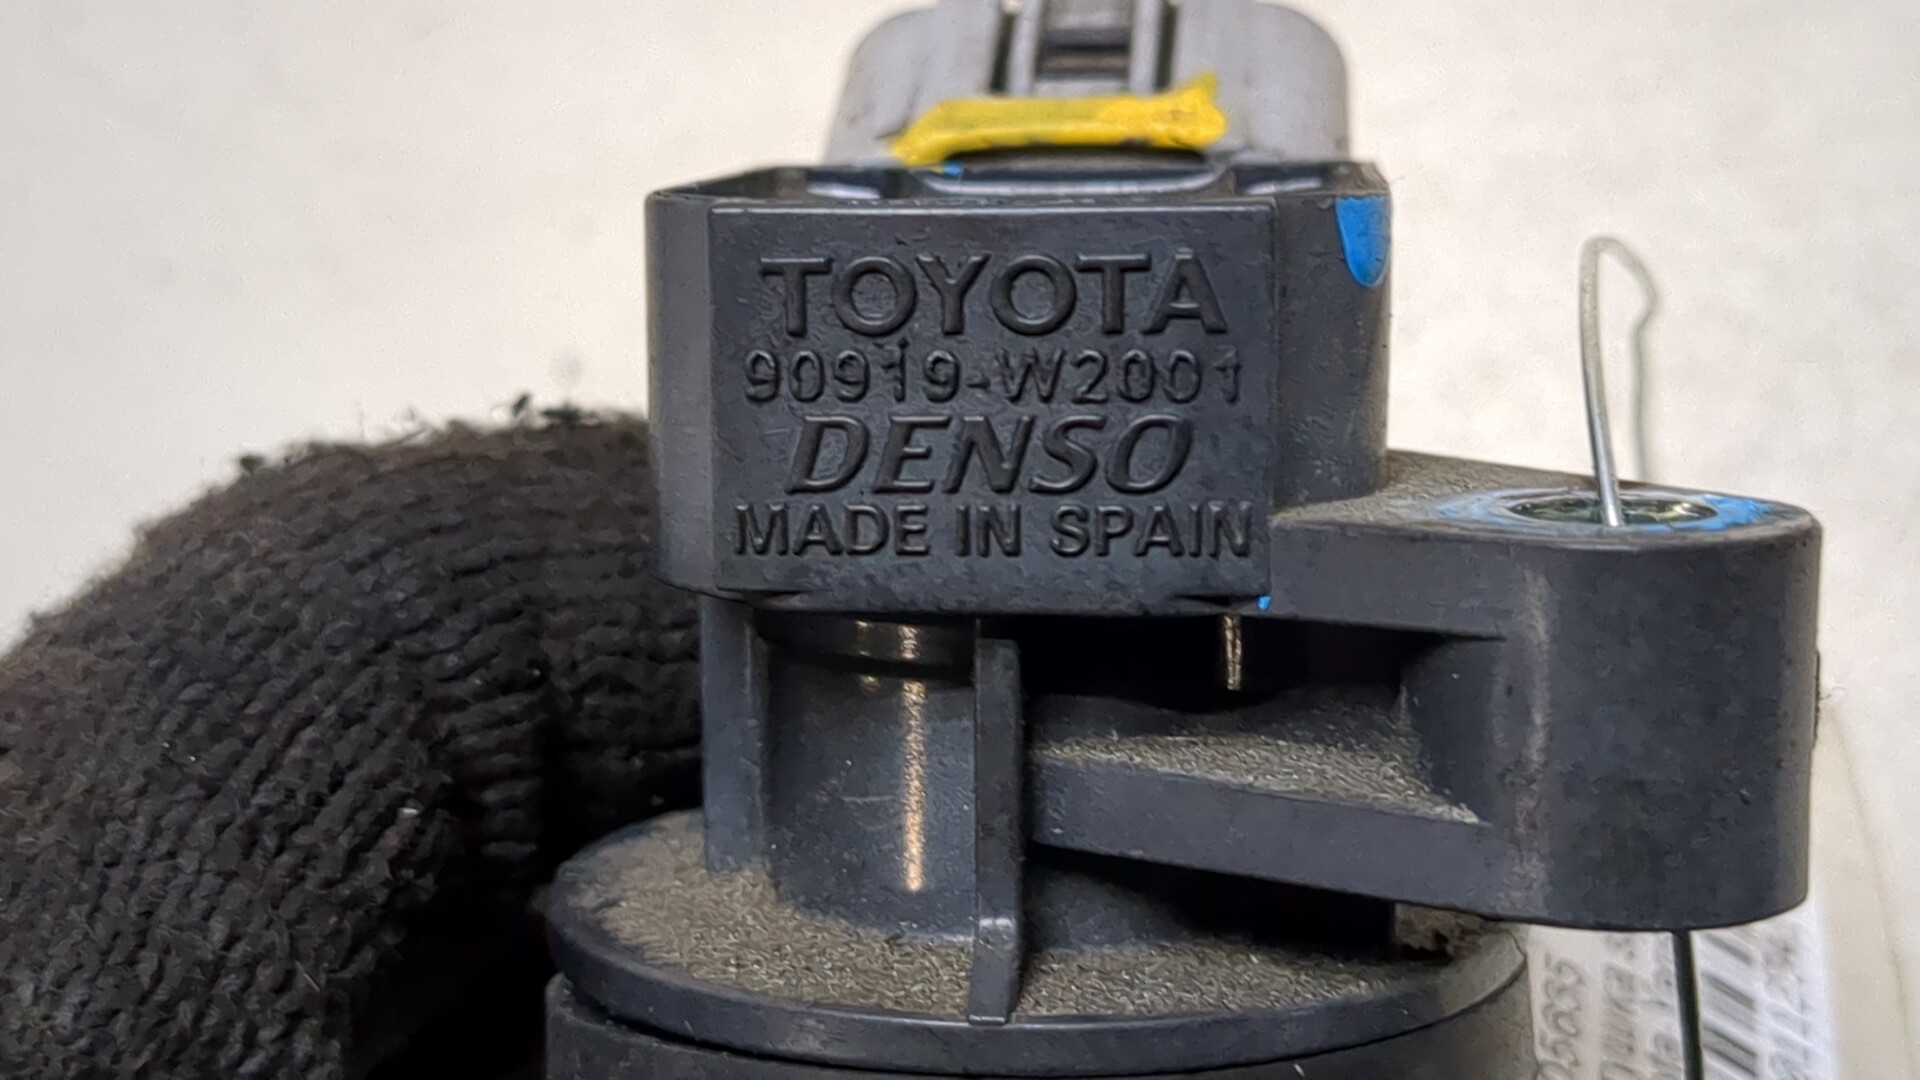 TOYOTA
90919-W2001
DENSO
MADE IN SPAIN